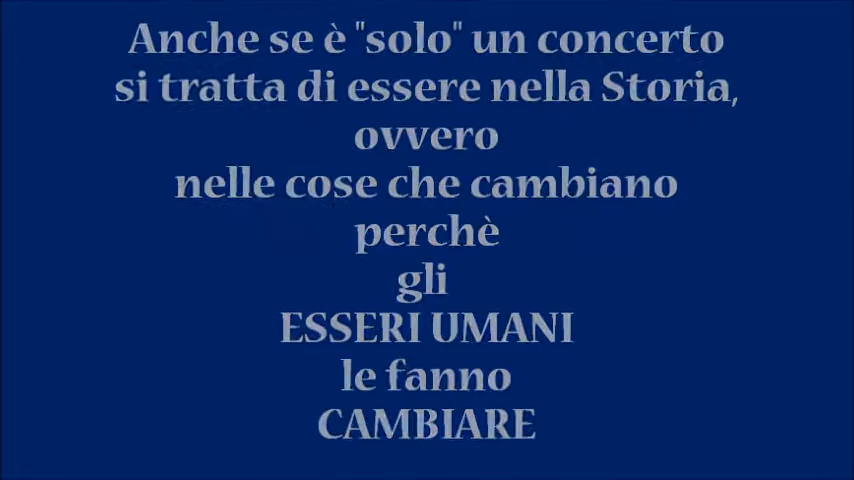 Anche se è "solo" un concerto
si tratta di essere nella Storia,
ovvero
nelle cose che cambiano
perchè
gli
ESSERI UMANI
le fanno
CAMBIARE